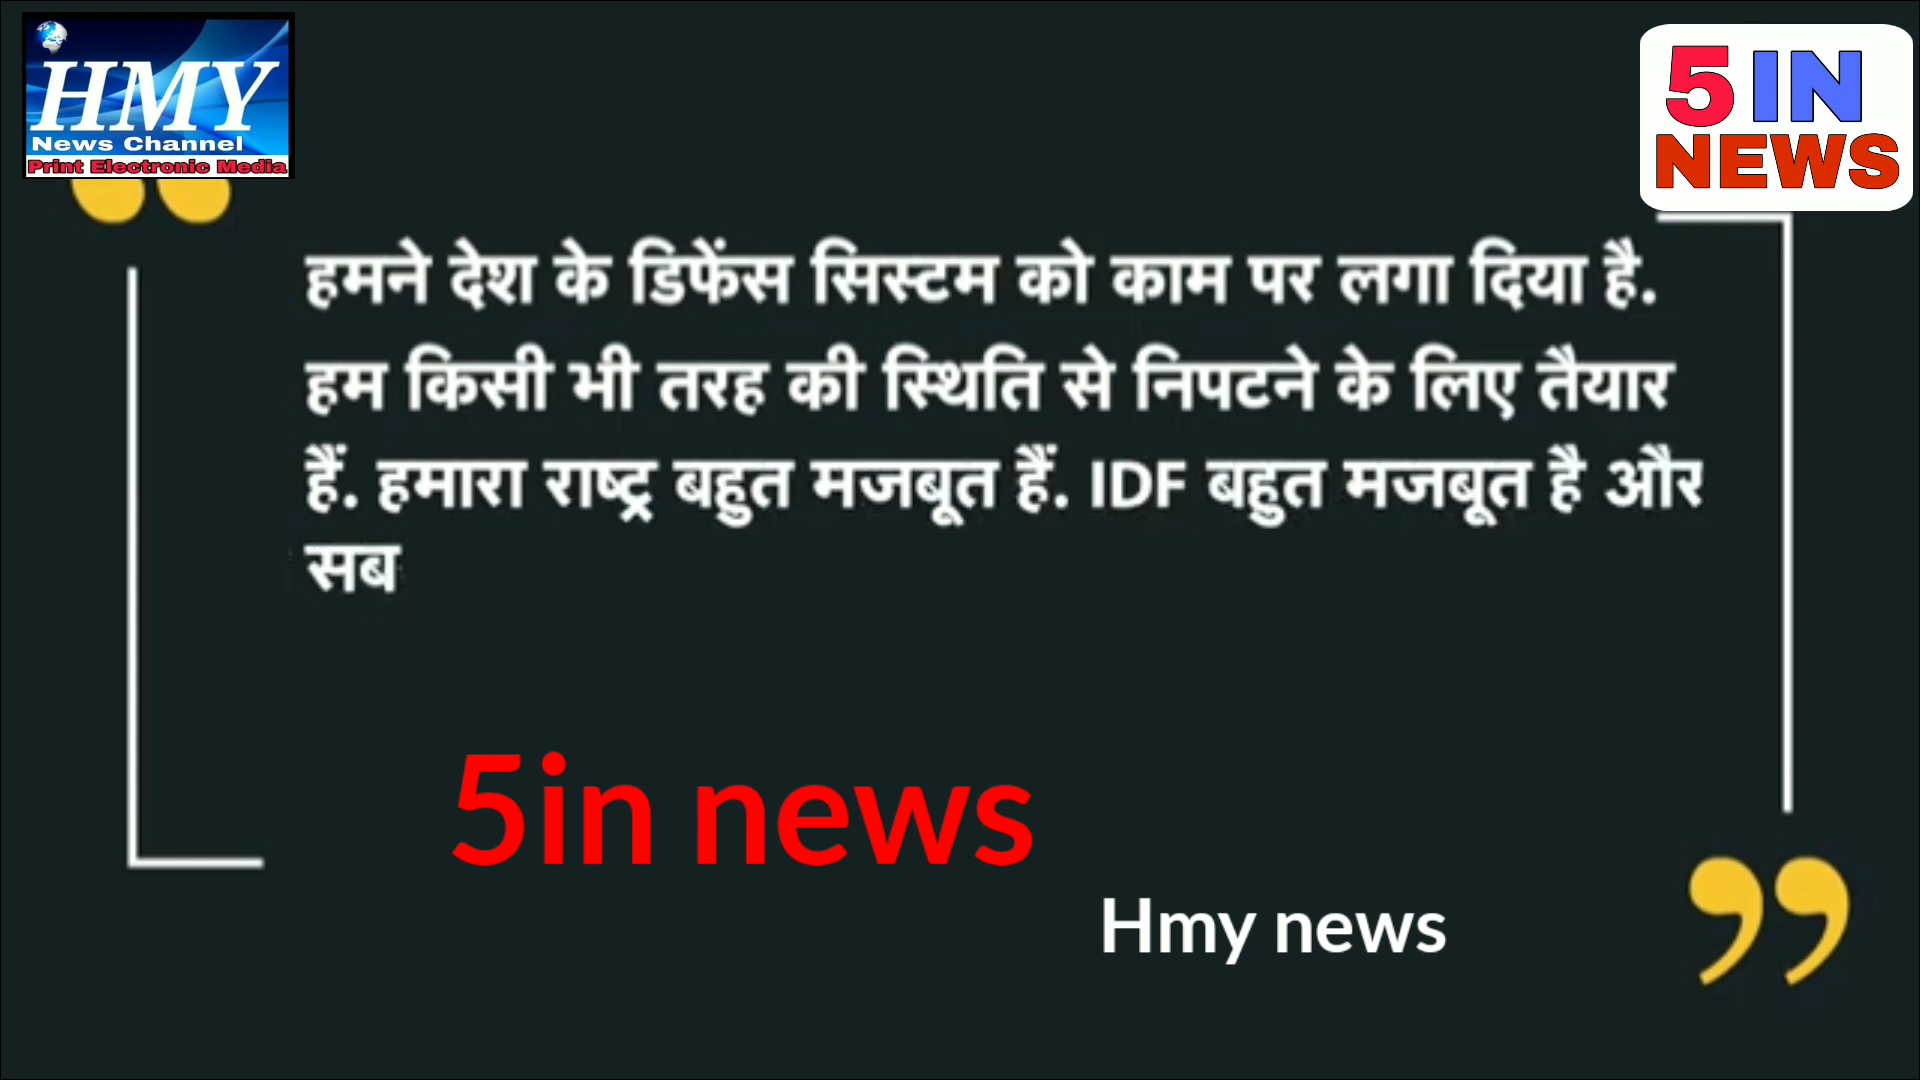 HMY
News Channel
Print Electronic Media
5 IN
NEWS
हमने देश के डिफेंस सिस्टम को काम पर लगा दिया है.
हम किसी भी तरह की स्थिति से निपटने के लिए तैयार
हैं. हमारा राष्ट्र बहुत मजबूत हैं. IDF बहुत मजबूत है और
सब
5in news
Hmy news